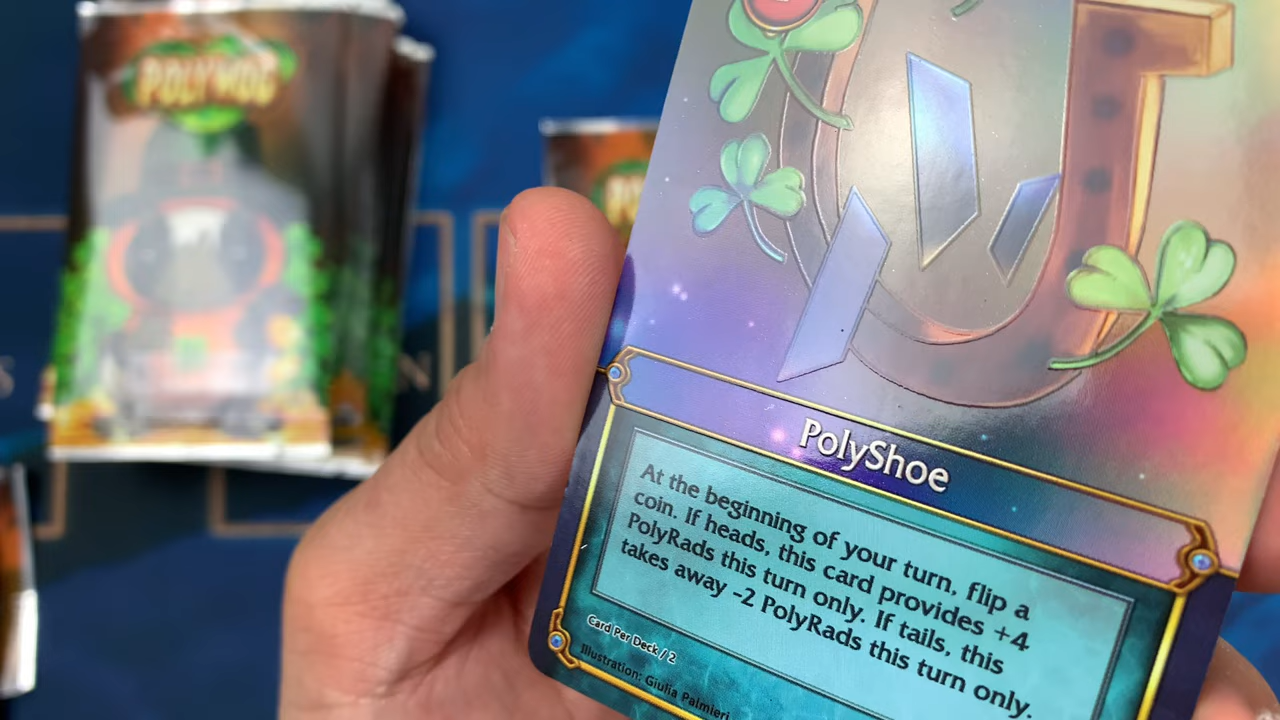 POLYWOG
PolyShoe
At the beginning of your turn, flip a
coin. If heads, this card provides +4
PolyRads this turn only. If tails, this
takes away -2 PolyRads this turn only.
Card Per Deck / 2
Illustration: Giulia Palmieri